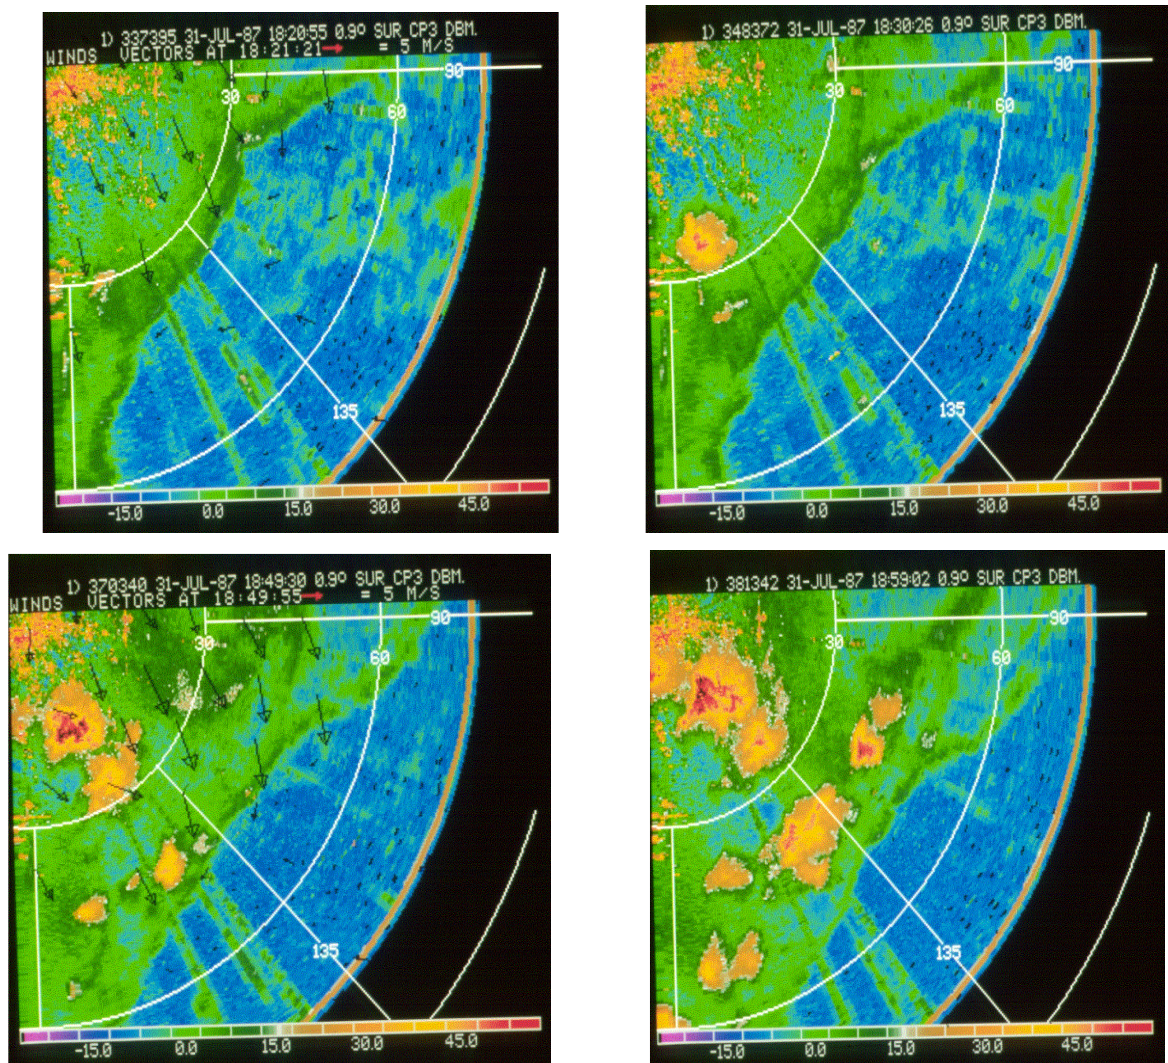 1) 337395 31-JUL-87 18:20:55 0.9° SUR CP3 DBM.
WINDS VECTORS AT 18:21:21 = 5 M/S
90
30
60
135
-15.0 0.0 15.0 30.0 45.0
1) 348372 31-JUL-87 18:30:26 0.9° SUR CP3 DBM.
90
30
60
135
-15.0 0.0 15.0 30.0 45.0
1) 370340 31-JUL-87 18:49:30 0.9° SUR CP3 DBM.
WINDS VECTORS AT 18:49:55 = 5 M/S
90
30
60
135
-15.0 0.0 15.0 30.0 45.0
1) 381342 31-JUL-87 18:59:02 0.9° SUR CP3 DBM.
90
30
60
135
-15.0 0.0 15.0 30.0 45.0